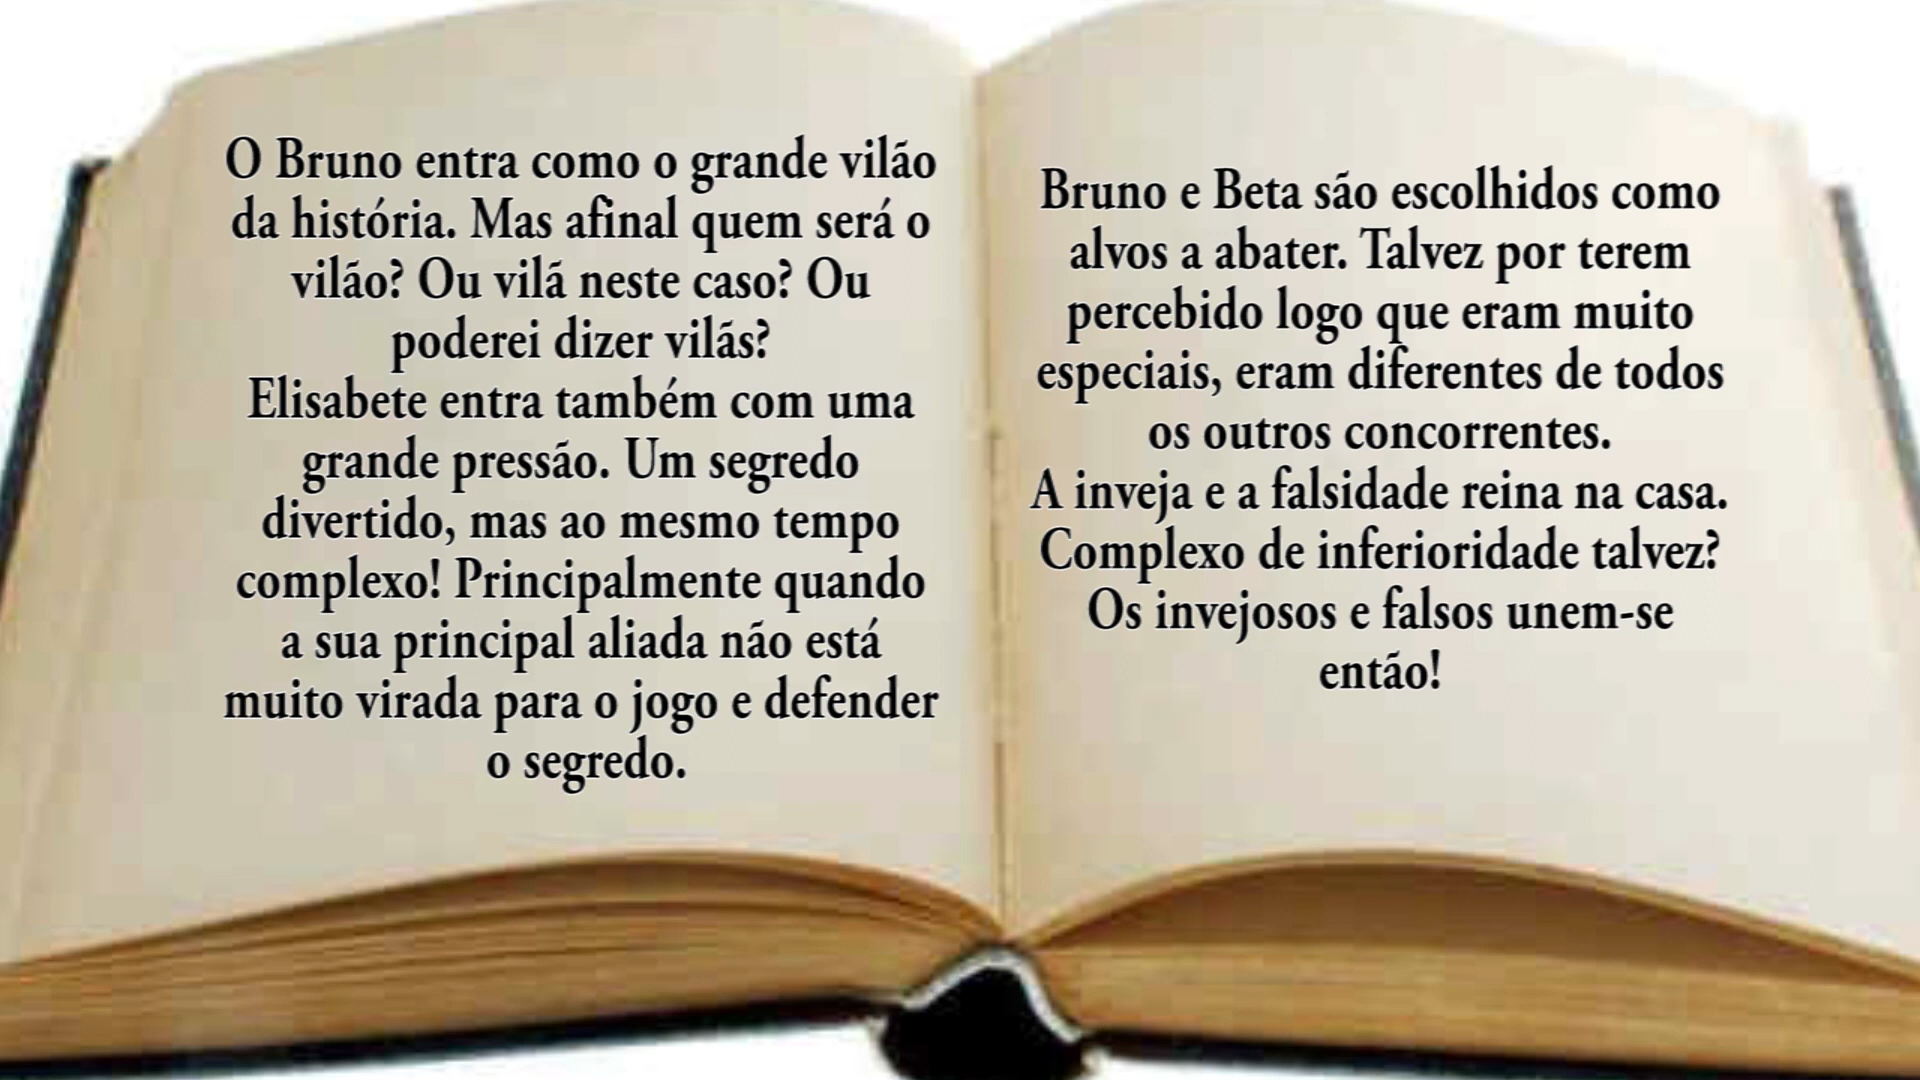 O Bruno entra como o grande vilão
da história. Mas afinal quem será o
vilão? Ou vilã neste caso? Ou
poderei dizer vilãs?
Elisabete entra também com uma
grande pressão. Um segredo
divertido, mas ao mesmo tempo
complexo! Principalmente quando
a sua principal aliada não está
muito virada para o jogo e defender
o segredo.
Bruno e Beta são escolhidos como
alvos a abater. Talvez por terem
percebido logo que eram muito
especiais, eram diferentes de todos
os outros concorrentes.
A inveja e a falsidade reina na casa.
Complexo de inferioridade talvez?
Os invejosos e falsos unem-se
então!